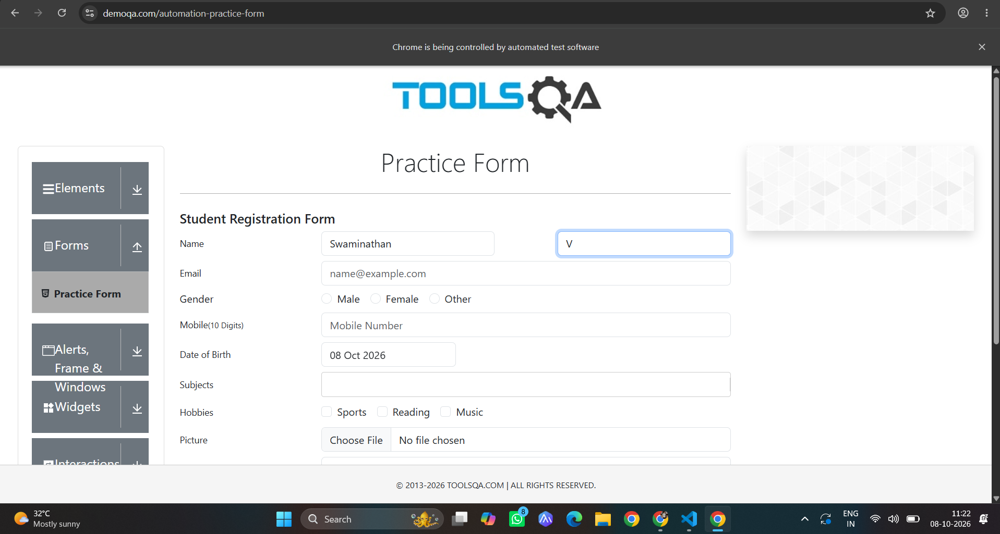 demoqa.com/automation-practice-form
Chrome is being controlled by automated test software
TOOLSQA
Practice Form
Elements
Forms
Practice Form
Alerts,
Frame &
Windows
Widgets
Interactions
Student Registration Form
Name
Swaminathan
V
Email
name@example.com
Gender
Male
Female
Other
Mobile(10 Digits)
Mobile Number
Date of Birth
08 Oct 2026
Subjects
Hobbies
Sports
Reading
Music
Picture
Choose File
No file chosen
© 2013-2026 TOOLSQA.COM | ALL RIGHTS RESERVED.
32°C
Mostly sunny
Search
8
ENG
IN
11:22
08-10-2026